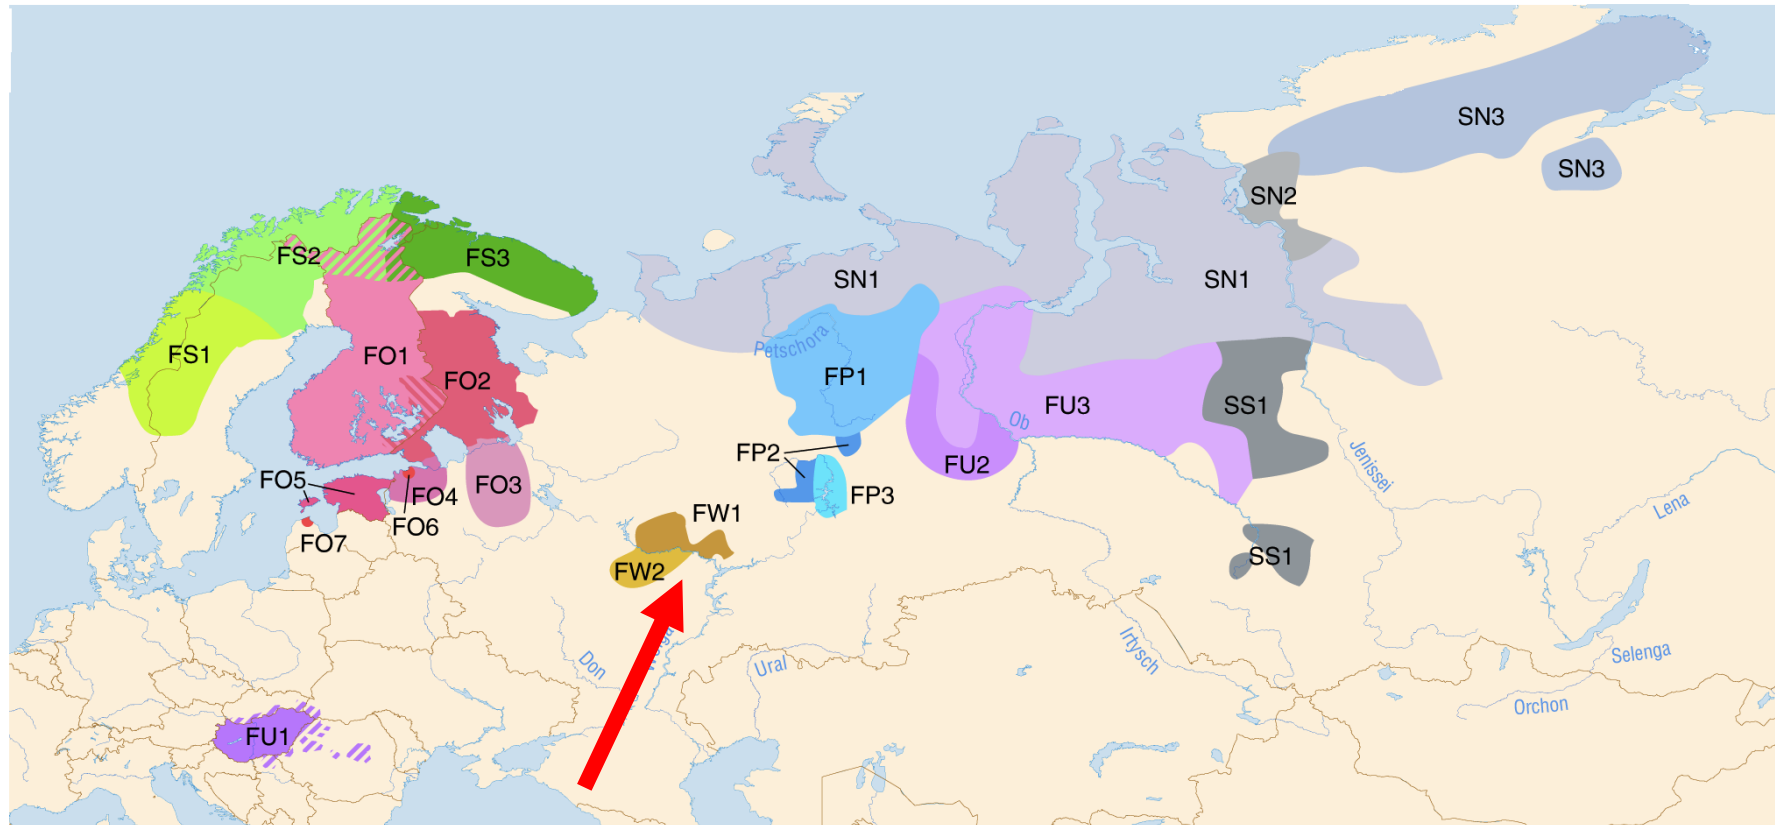 SN3
SN3
SN2
FS2
FS3
SN1
SN1
Petschora
FS1
FO1
FO2
FP1
FU3
SS1
Ob
FP2
FU2
Jenissei
FO5
FO4
FO3
FP3
FO6
FW1
Lena
FO7
FW2
SS1
Don
Ural
Irtysch
Selenga
Orchon
FU1